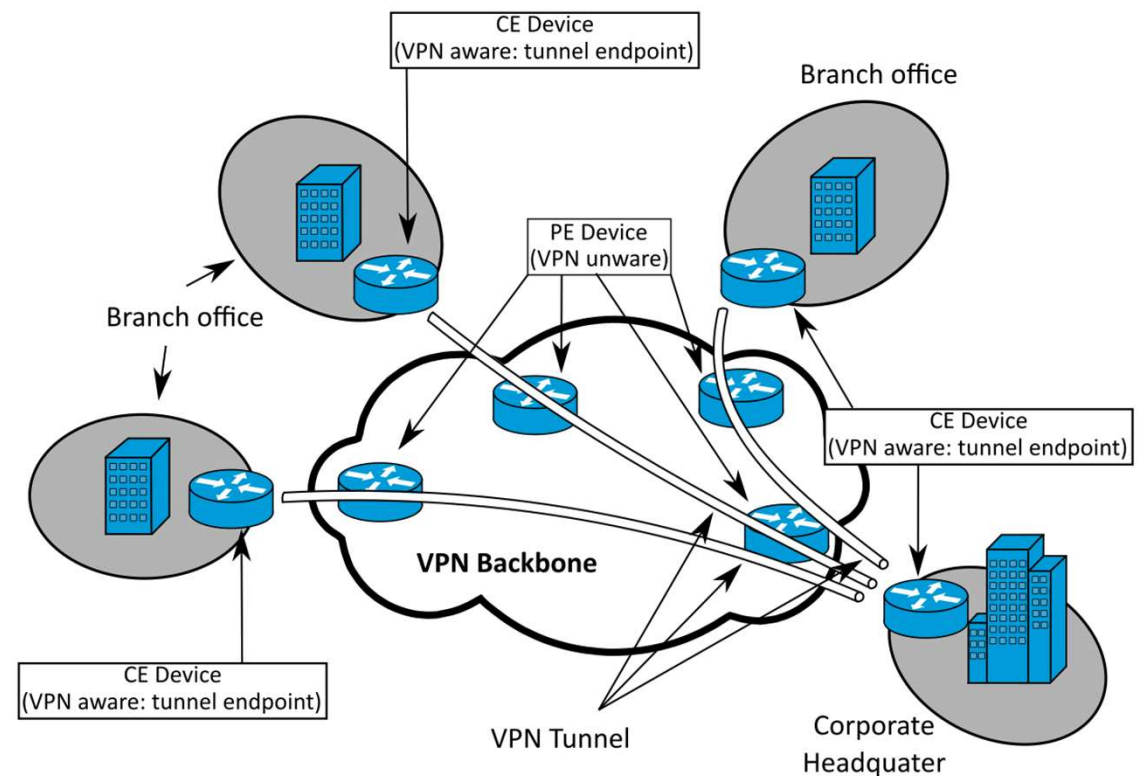 CE Device
(VPN aware: tunnel endpoint)
Branch office
PE Device
(VPN unware)
Branch office
CE Device
(VPN aware: tunnel endpoint)
VPN Backbone
CE Device
(VPN aware: tunnel endpoint)
VPN Tunnel
Corporate
Headquater